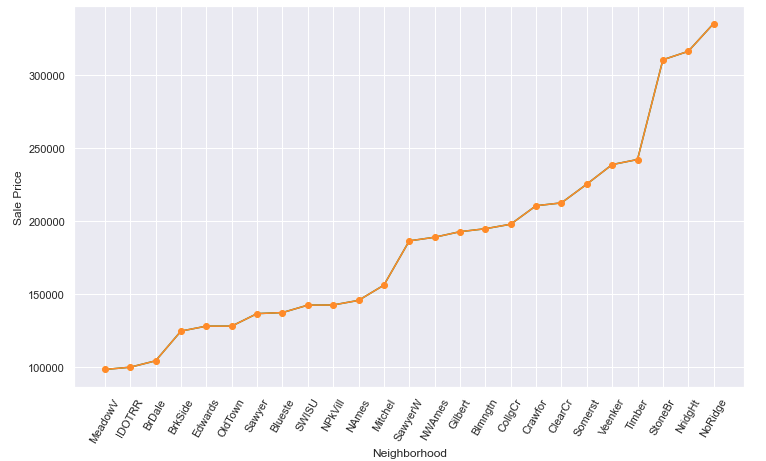 300000
250000
200000
150000
100000
Sale Price
MeadowV
IDOTRR
BrDale
BrkSide
Edwards
OldTown
Sawyer
Blueste
SWISU
NPkVill
NAmes
Mitchel
SawyerW
NWAmes
Gilbert
Blmngtn
CollgCr
Crawfor
ClearCr
Somerst
Veenker
Timber
StoneBr
NridgHt
NoRidge
Neighborhood